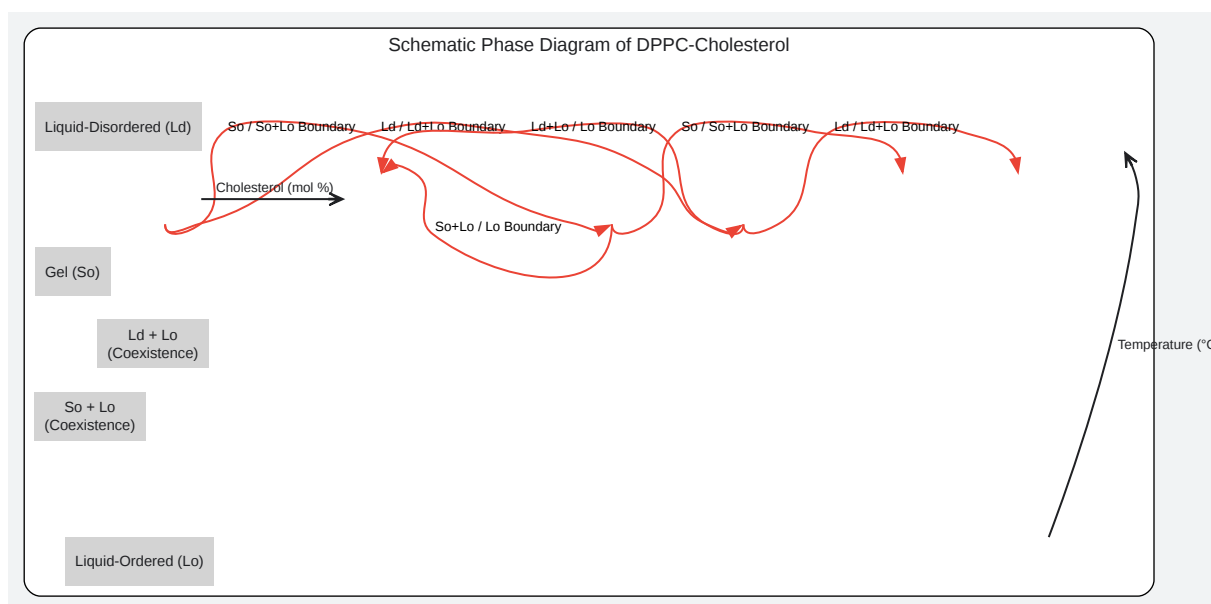 Schematic Phase Diagram of DPPC-Cholesterol
Liquid-Disordered (Ld)
So / So+Lo Boundary
Ld / Ld+Lo Boundary
Ld+Lo / Lo Boundary
So / So+Lo Boundary
Ld / Ld+Lo Boundary
Cholesterol (mol %)
So+Lo / Lo Boundary
Gel (So)
Ld + Lo
(Coexistence)
Temperature (°C
So + Lo
(Coexistence)
Liquid-Ordered (Lo)